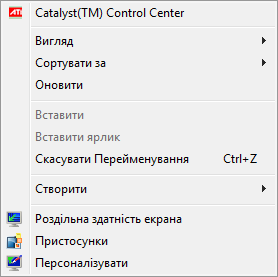 ATI Catalyst(TM) Control Center
Вигляд
Сортувати за
Оновити
Вставити
Вставити ярлик
Скасувати Перейменування Ctrl+Z
Створити
Роздільна здатність екрана
Пристосунки
Персоналізувати